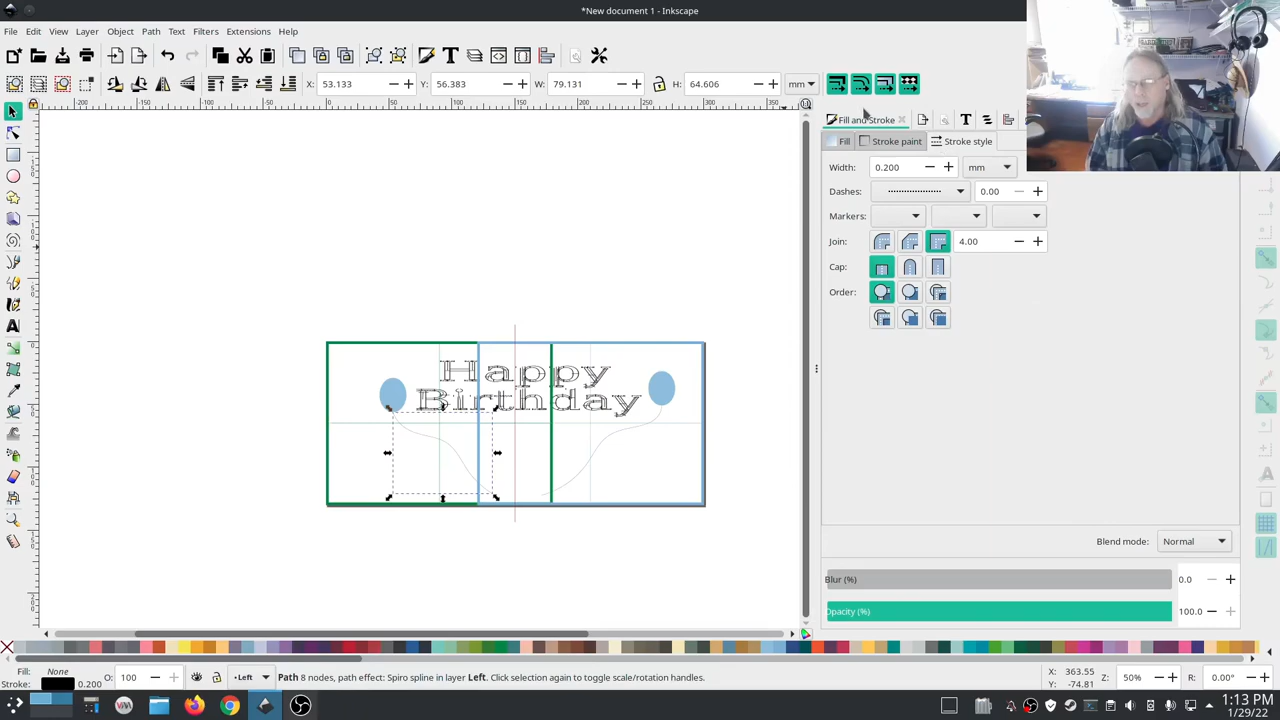 *New document 1 - Inkscape
File Edit View Layer Object Path Text Filters Extensions Help
X: 53.133 Y: 56.383 W: 79.131 H: 64.606 mm
Fill and Stroke
Fill Stroke paint Stroke style
Width: 0.200 mm
Dashes: 0.00
Markers:
Join: 4.00
Cap:
Order:
Happy
Birthday
Blend mode: Normal
Blur (%) 0.0
Opacity (%) 100.0
Fill: None
Stroke: 0.200
O: 100
•Left
Path 8 nodes, path effect: Spiro spline in layer Left. Click selection again to toggle scale/rotation handles.
X: 363.55
Y: -74.81
Z: 50% R: 0.00°
1:13 PM
1/29/22